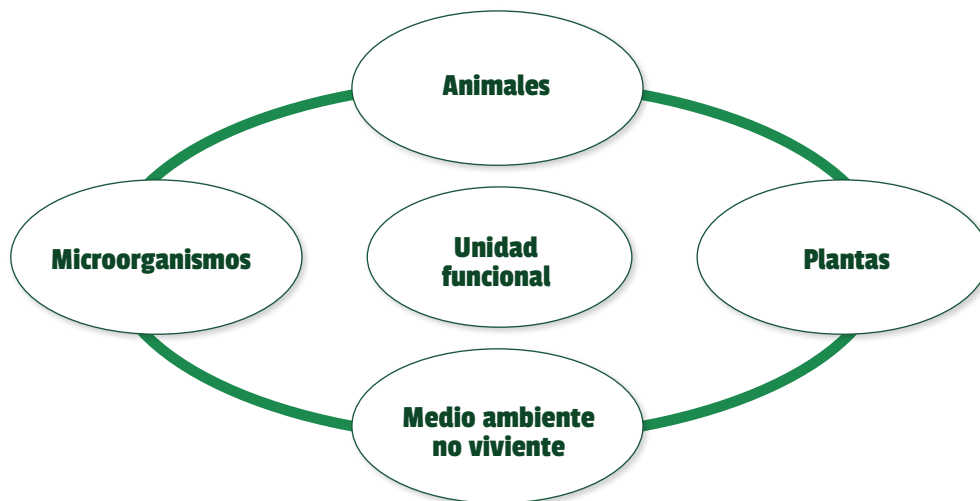 Animales
Microorganismos
Unidad
funcional
Plantas
Medio ambiente
no viviente